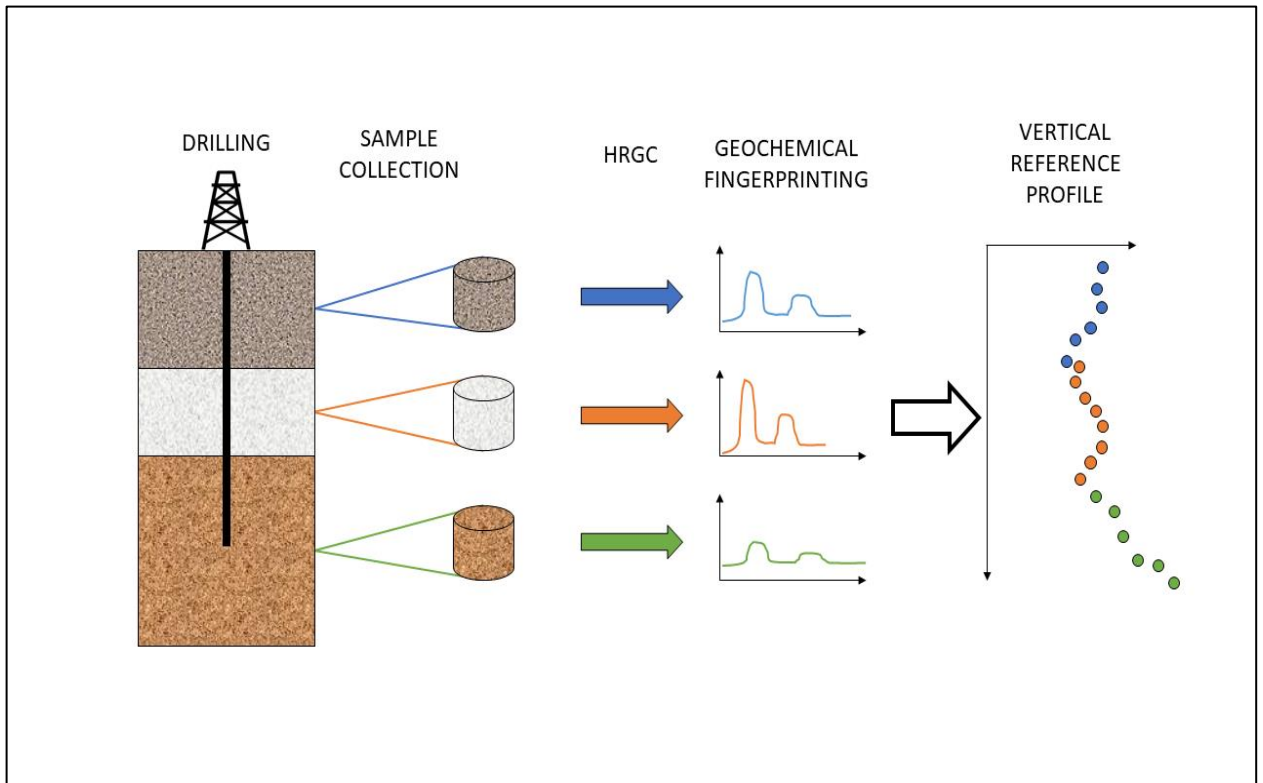 DRILLING
SAMPLE
COLLECTION
HRGC
GEOCHEMICAL
FINGERPRINTING
VERTICAL
REFERENCE
PROFILE